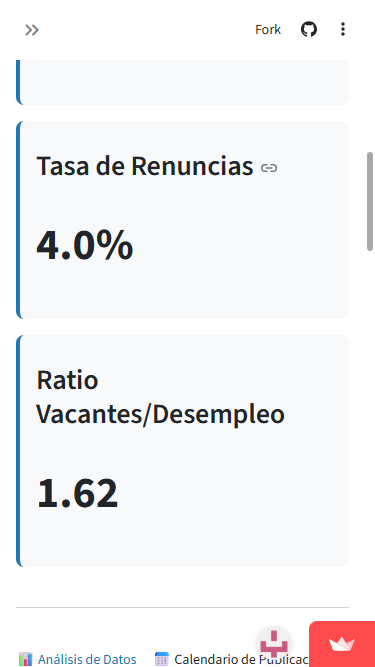 Fork
Tasa de Renuncias
4.0%
Ratio
Vacantes/Desempleo
1.62
Análisis de Datos
Calendario de Publicac